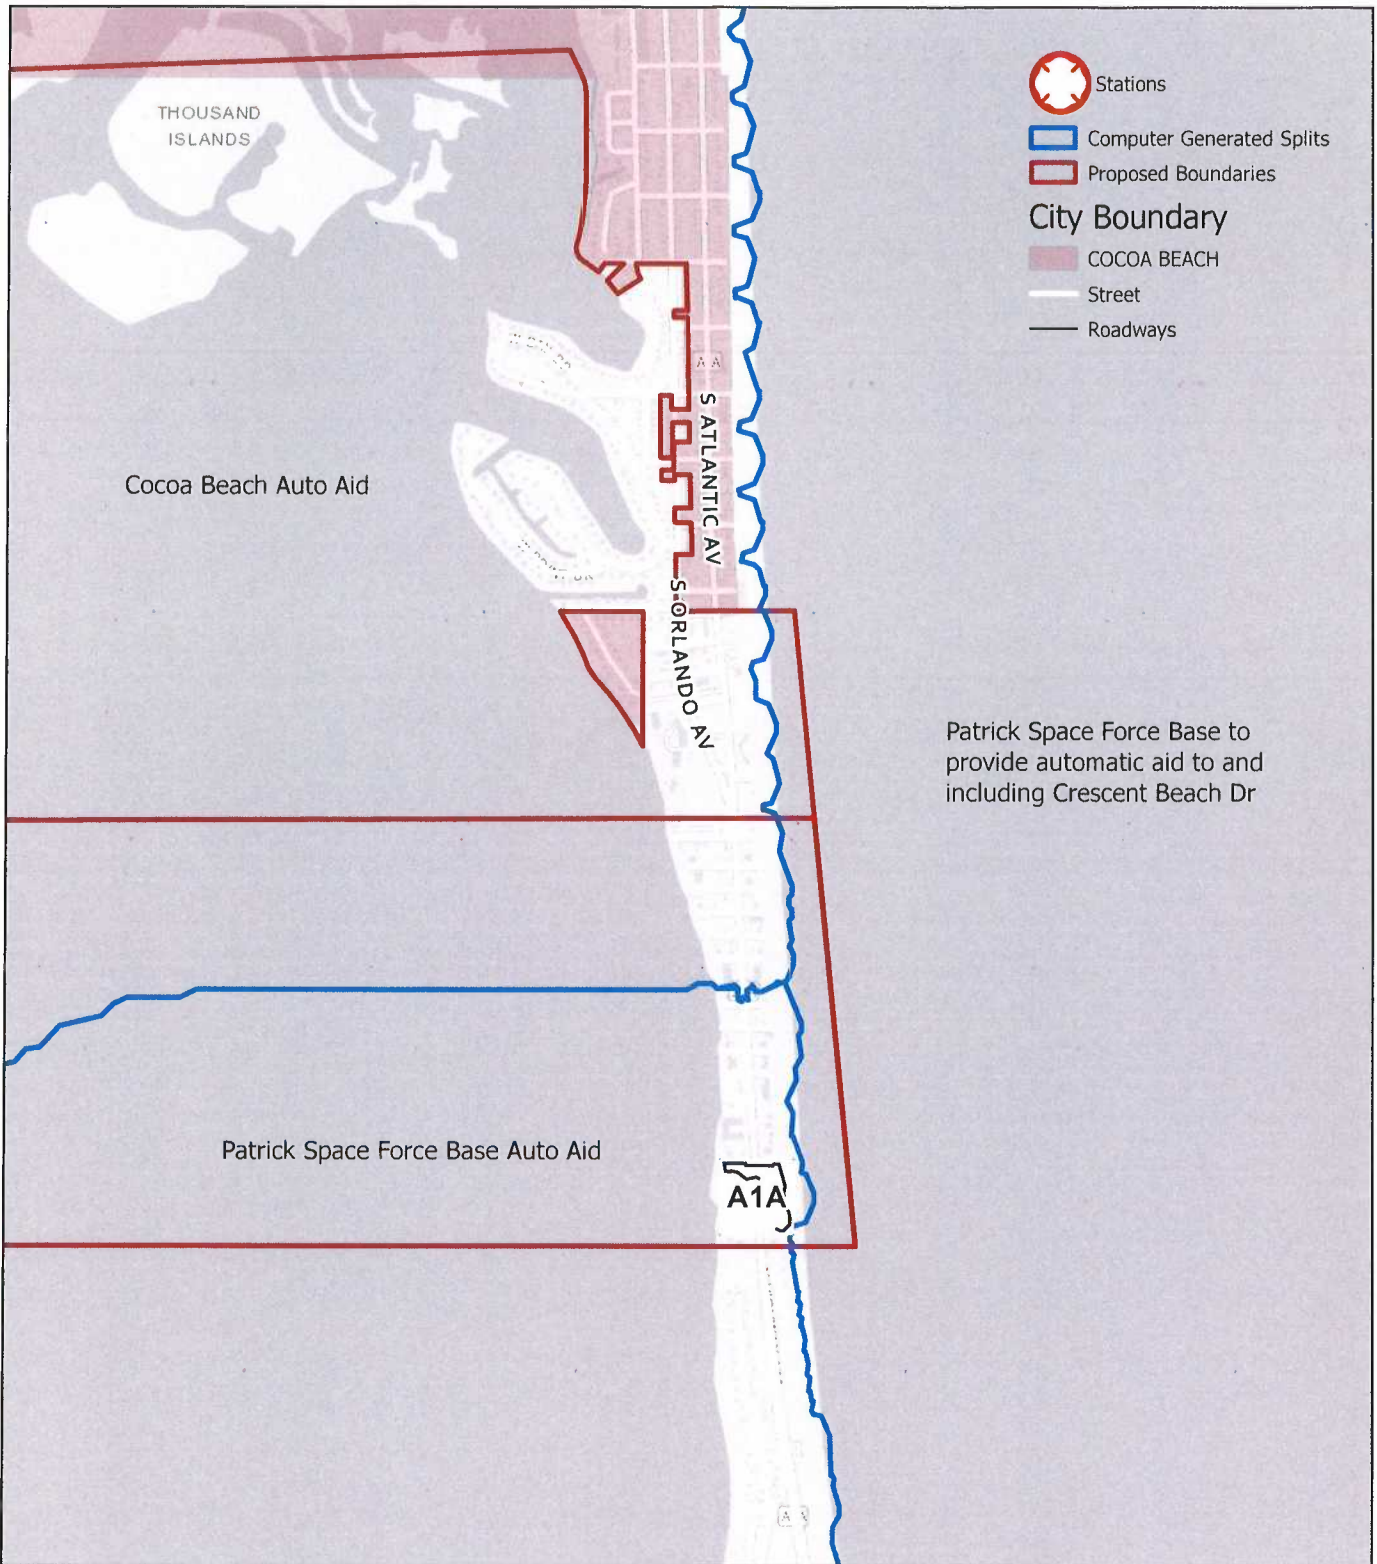 THOUSAND
ISLANDS
Stations
Computer Generated Splits
Proposed Boundaries
City Boundary
COCOA BEACH
Street
Roadways
S ATLANTIC AV
Cocoa Beach Auto Aid
S ORLANDO AV
Patrick Space Force Base to
provide automatic aid to and
including Crescent Beach Dr
Patrick Space Force Base Auto Aid
A1A